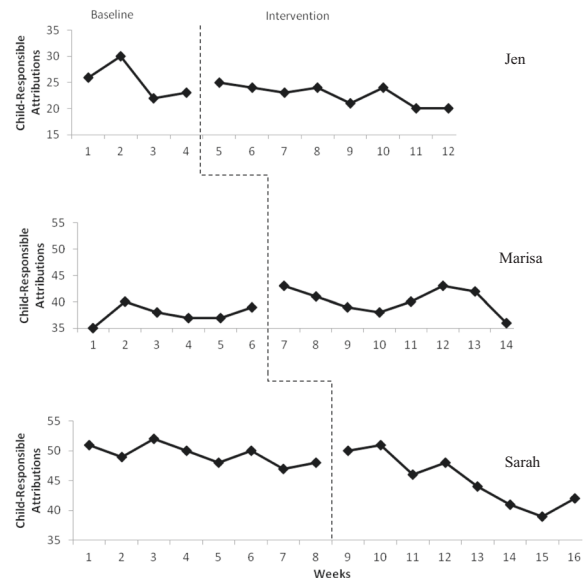 Baseline Intervention
Jen
Child-Responsible
Attributions
35
30
25
20
15
1 2 3 4 5 6 7 8 9 10 11 12
Marisa
Child-Responsible
Attributions
55
50
45
40
35
1 2 3 4 5 6 7 8 9 10 11 12 13 14
Sarah
Child-Responsible
Attributions
55
50
45
40
35
1 2 3 4 5 6 7 8 9 10 11 12 13 14 15 16
Weeks